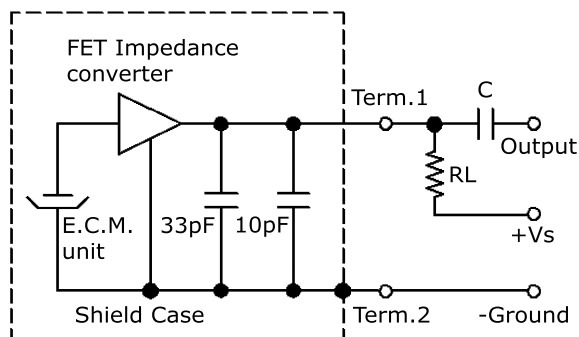 FET Impedance
converter
Term.1
C
Output
RL
+Vs
E.C.M.
unit
33pF
10pF
Shield Case
Term.2
-Ground